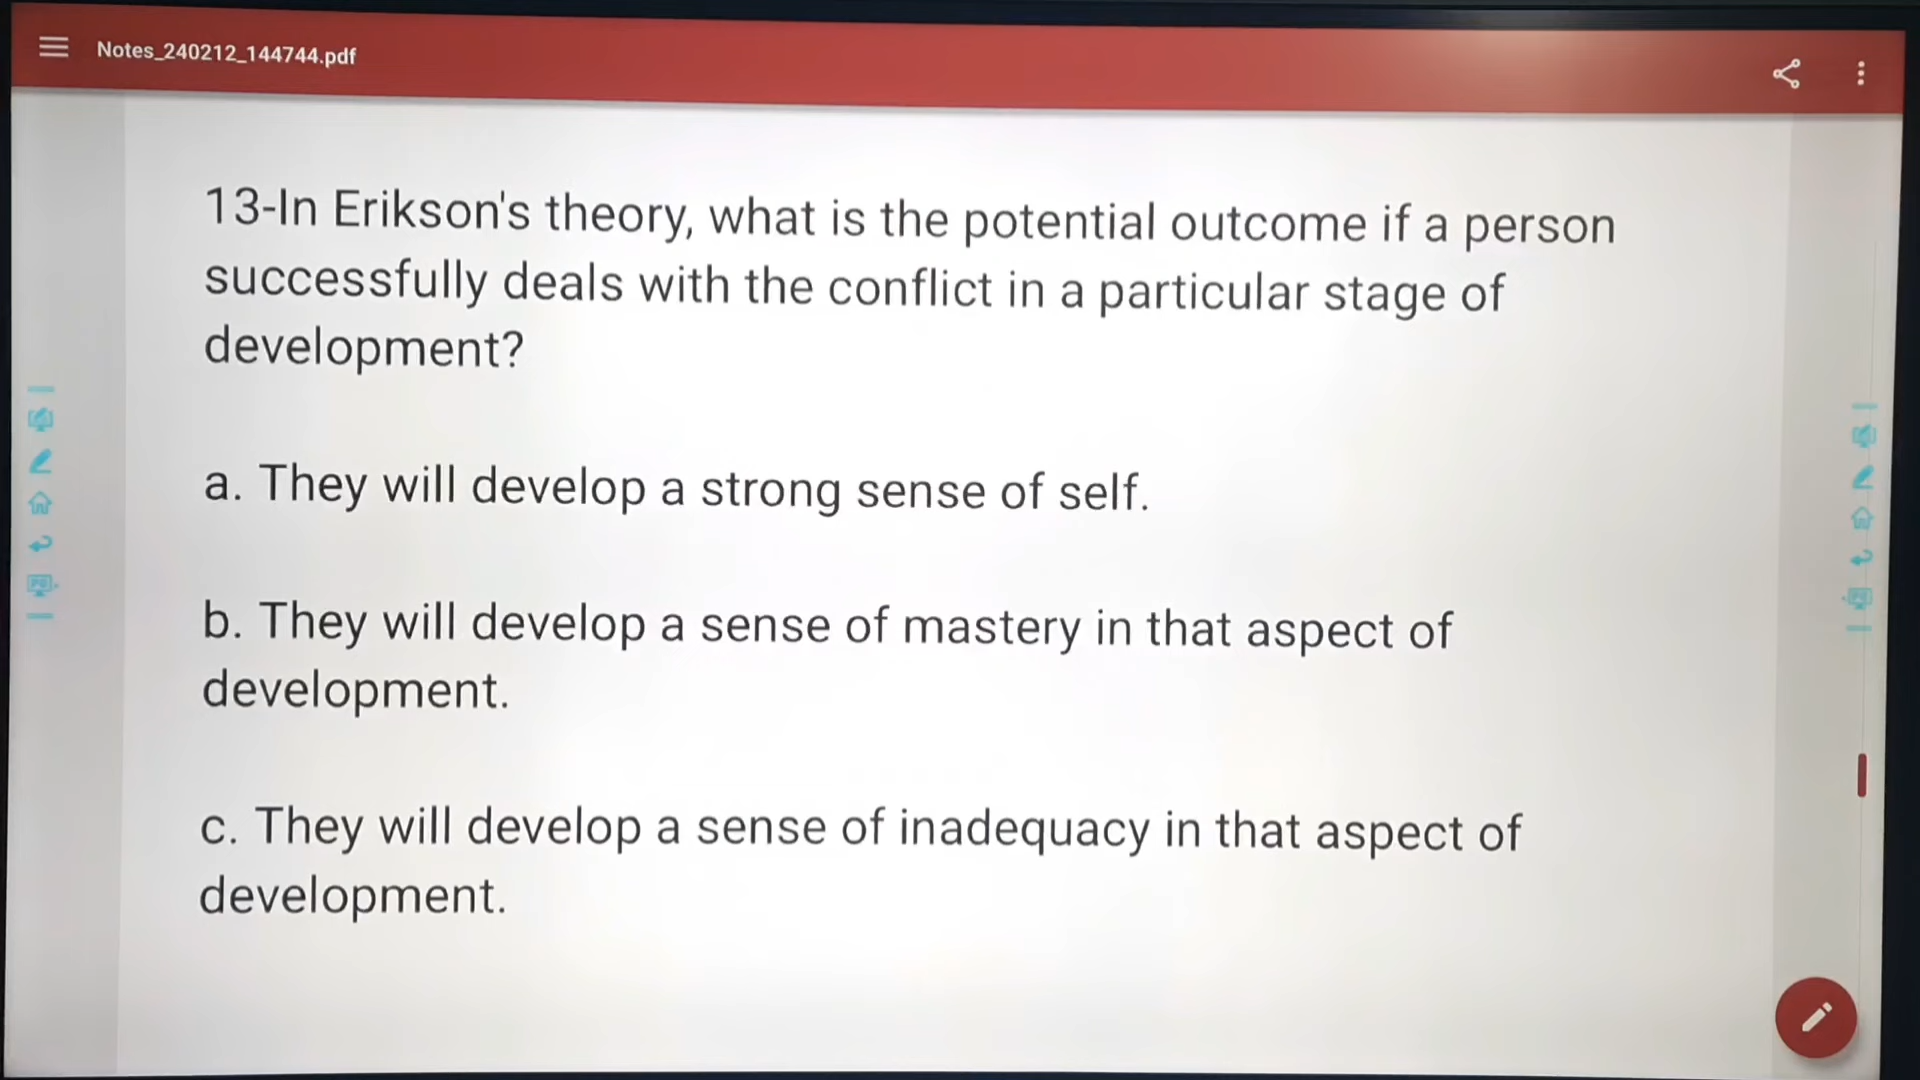 Notes_240212_144744.pdf
13-In Erikson's theory, what is the potential outcome if a person
successfully deals with the conflict in a particular stage of
development?
a. They will develop a strong sense of self.
b. They will develop a sense of mastery in that aspect of
development.
c. They will develop a sense of inadequacy in that aspect of
development.